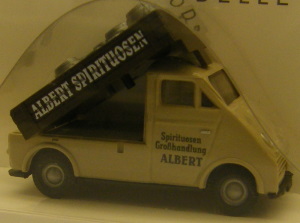 ALBERT SPIRITUOSEN
Spirituosen
Großhandlung
ALBERT